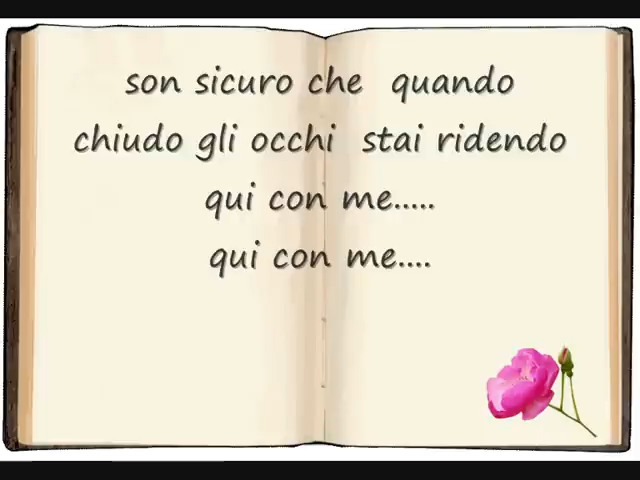 son sicuro che quando
chiudo gli occhi stai ridendo
qui con me.....
qui con me....